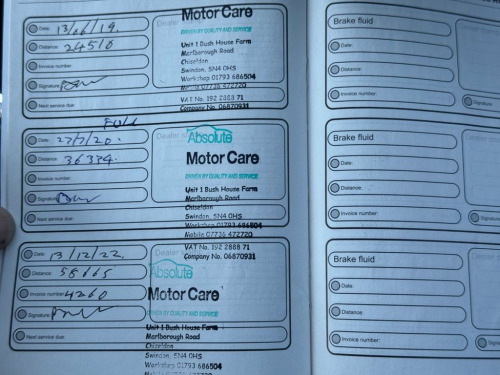 Motor Care
DRIVEN BY QUALITY AND SERVICE
Date: 13/06/19.
Distance: 24510
Invoice number:
Signature:
Next service due:
Unit 1 Bush House Farm
Marlborough Road
Chiseldon
Swindon, SN4 0HS
Workshop 01793 686504
Mobile 07736 472720
VAT No. 192 2888 71
Company No. 06870931
FULL
Date: 27/7/20.
Distance: 36334.
Invoice number:
Signature:
Next service due:
Dealer
Absolute
Motor Care
DRIVEN BY QUALITY AND SERVICE
Unit 1 Bush House Farm
Marlborough Road
Chiseldon
Swindon, SN4 0HS
Workshop 01793 686504
Mobile 07736 472720
VAT No. 192 2888 71
Company No. 06870931
Date: 13/12/22.
Distance: 58165
Invoice number: 4260
Signature:
Next service due:
Dealer
Absolute
Motor Care
DRIVEN BY QUALITY AND SERVICE
Unit 1 Bush House Farm
Marlborough Road
Chiseldon
Swindon, SN4 0HS
Workshop 01793 686504
Brake fluid
Date:
Distance:
Invoice number:
Signature:
Brake fluid
Date:
Distance:
Invoice number:
Signa
Brake fluid
Date:
Distance:
Invoice number:
Signa